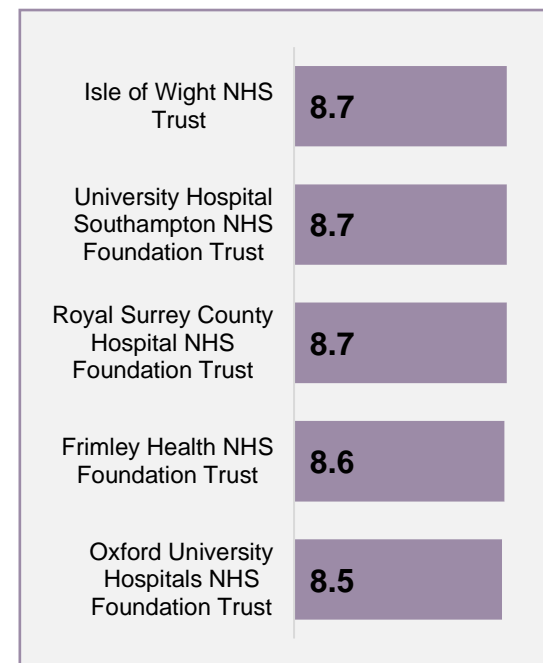 Isle of Wight NHS
Trust
8.7
University Hospital
Southampton NHS
Foundation Trust
8.7
Royal Surrey County
Hospital NHS
Foundation Trust
8.7
Frimley Health NHS
Foundation Trust
8.6
Oxford University
Hospitals NHS
Foundation Trust
8.5